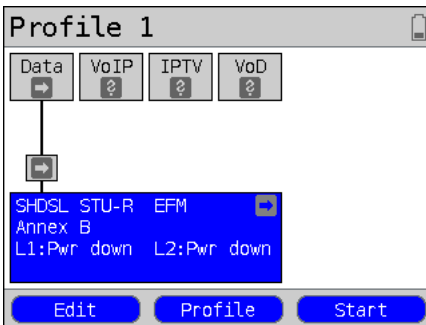 Profile 1
Data VoIP IPTV VoD
? ? ?
SHDSL STU-R EFM
Annex B
L1:Pwr down L2:Pwr down
Edit Profile Start